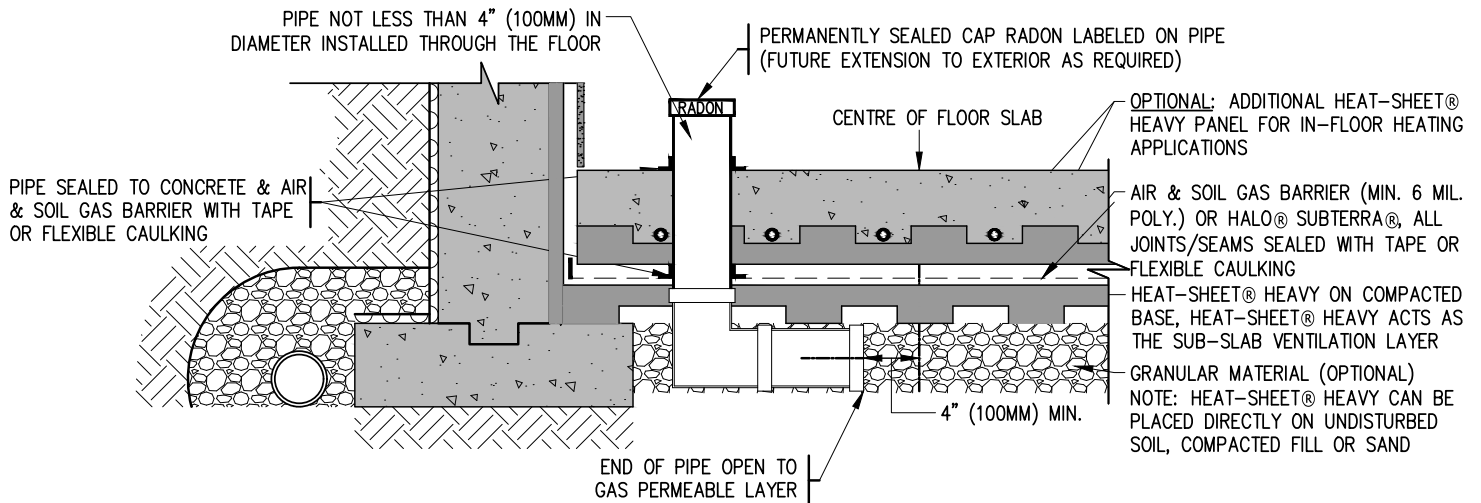 PIPE NOT LESS THAN 4" (100MM) IN
DIAMETER INSTALLED THROUGH THE FLOOR
PERMANENTLY SEALED CAP RADON LABELED ON PIPE
(FUTURE EXTENSION TO EXTERIOR AS REQUIRED)
RADON
CENTRE OF FLOOR SLAB
OPTIONAL: ADDITIONAL HEAT-SHEET®
HEAVY PANEL FOR IN-FLOOR HEATING
APPLICATIONS
PIPE SEALED TO CONCRETE & AIR
& SOIL GAS BARRIER WITH TAPE
OR FLEXIBLE CAULKING
AIR & SOIL GAS BARRIER (MIN. 6 MIL.
POLY.) OR HALO® SUBTERRA®, ALL
JOINTS/SEAMS SEALED WITH TAPE OR
FLEXIBLE CAULKING
HEAT-SHEET® HEAVY ON COMPACTED
BASE, HEAT-SHEET® HEAVY ACTS AS
THE SUB-SLAB VENTILATION LAYER
GRANULAR MATERIAL (OPTIONAL)
NOTE: HEAT-SHEET® HEAVY CAN BE
PLACED DIRECTLY ON UNDISTURBED
SOIL, COMPACTED FILL OR SAND
4" (100MM) MIN.
END OF PIPE OPEN TO
GAS PERMEABLE LAYER